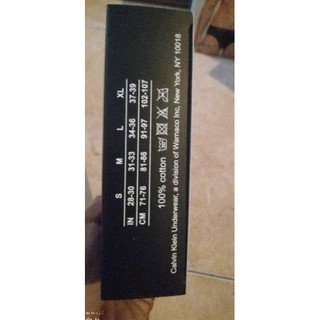 S M L XL
IN 28-30 31-33 34-36 37-39
CM 71-76 81-86 91-97 102-107
100% cotton
Calvin Klein Underwear, a division of Warnaco Inc, New York, NY 10018